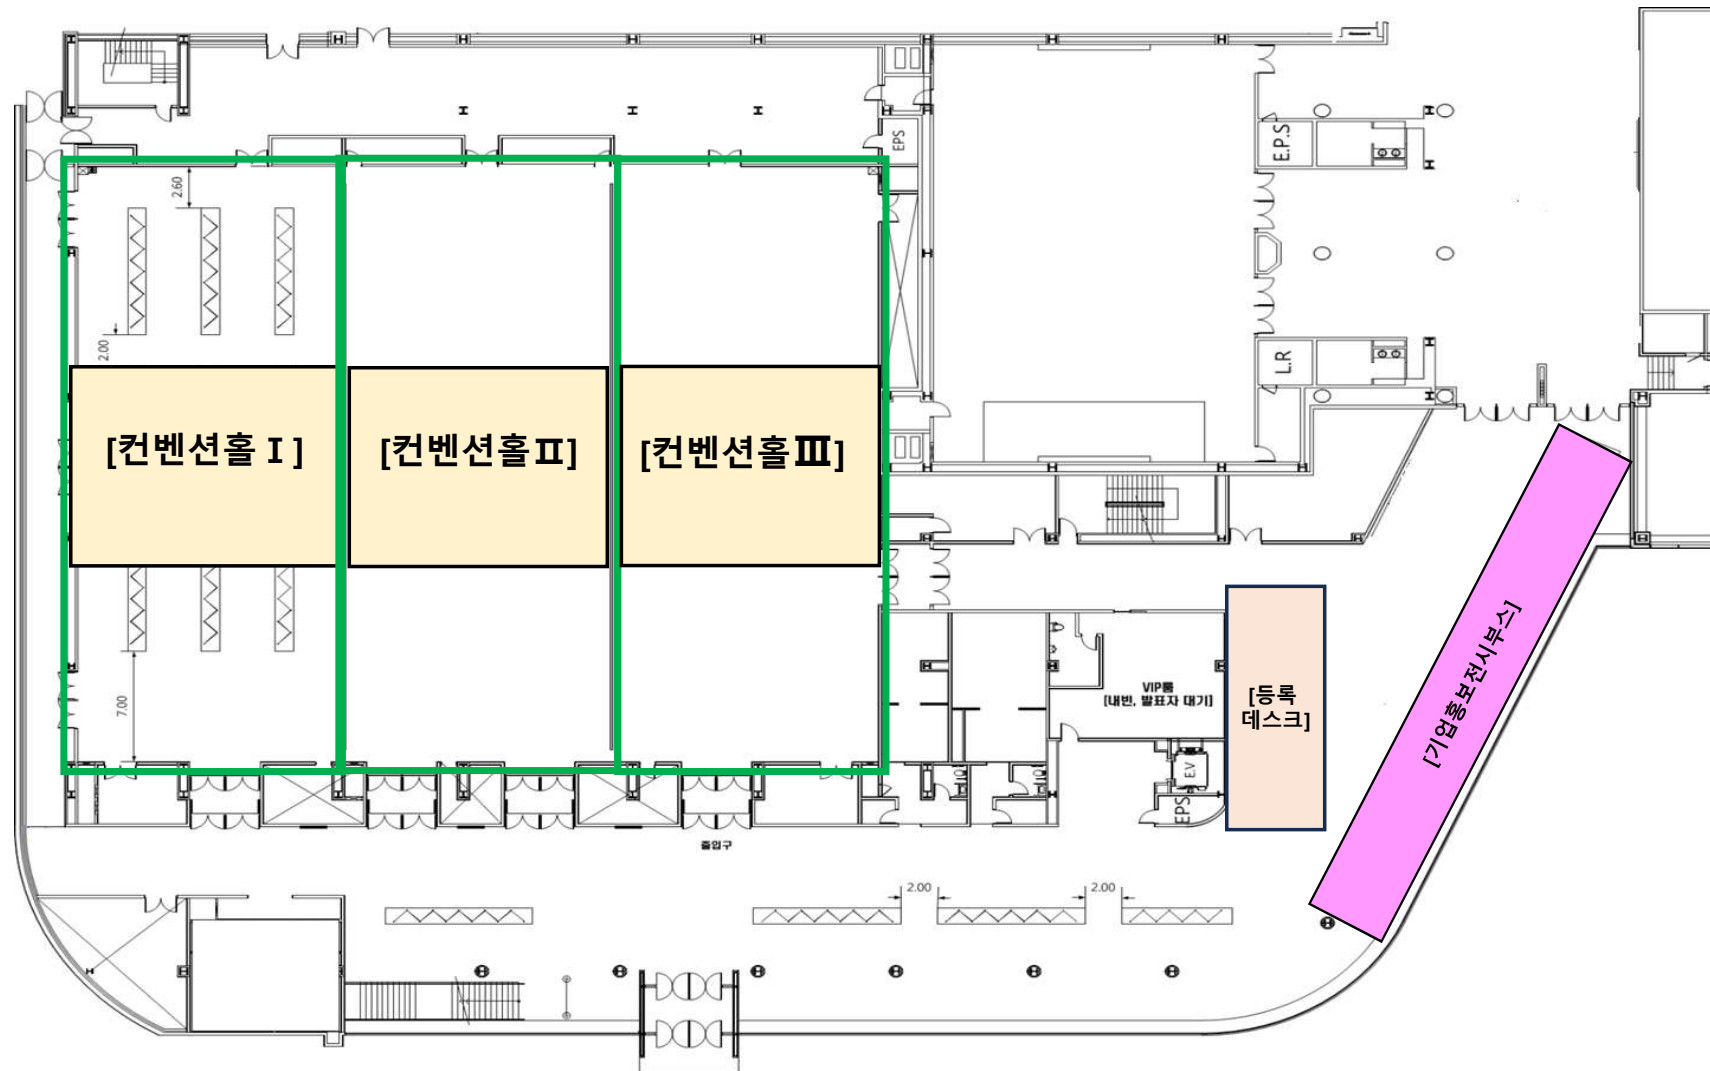 EPS
E.P.S
2.60
2.00
L.R
[컨벤션홀 Ⅰ]
[컨벤션홀Ⅱ]
[컨벤션홀Ⅲ]
7.00
VIP룸
[내빈, 발표자 대기]
[등록
데스크]
[기업홍보전시부스]
E.V
EPS
출입구
2.00
2.00